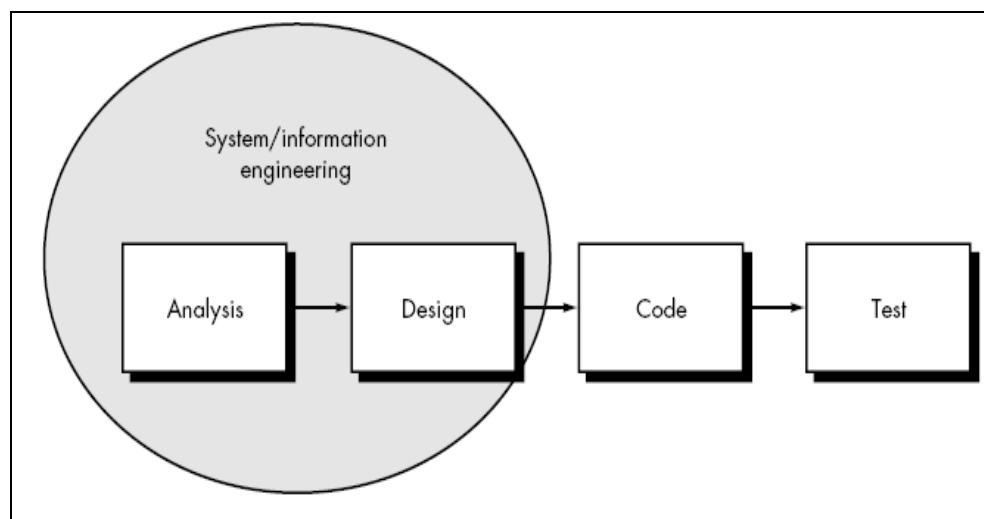 System/information
engineering
Analysis
Design
Code
Test